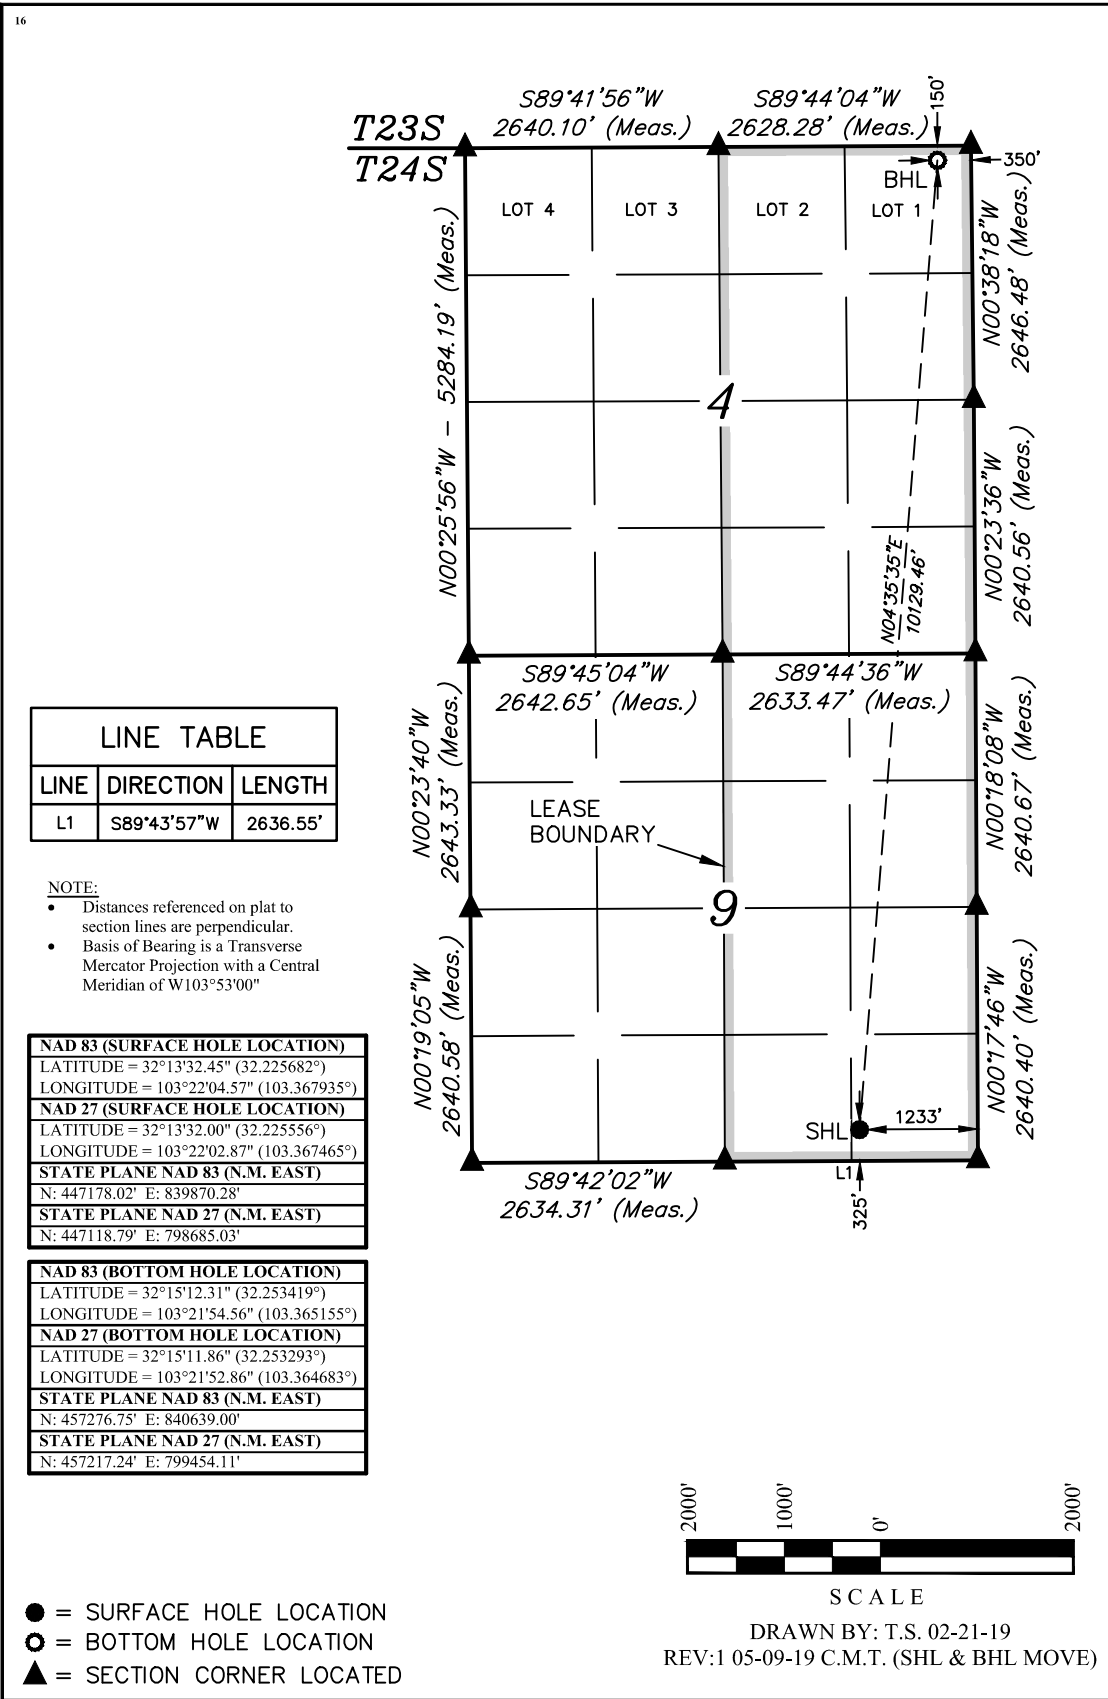 16
S89°41'56"W
2640.10' (Meas.)
S89°44'04"W
2628.28' (Meas.)
150'
T23S
T24S
350'
BHL
LOT 4
LOT 3
LOT 2
LOT 1
N00°25'56"W - 5284.19' (Meas.)
N00°38'18"W
2646.48' (Meas.)
4
N00°23'36"W
2640.56' (Meas.)
N04°35'35"E
10129.46'
S89°45'04"W
2642.65' (Meas.)
S89°44'36"W
2633.47' (Meas.)
N00°23'40"W
2643.33' (Meas.)
N00°18'08"W
2640.67' (Meas.)
LEASE
BOUNDARY
9
N00°19'05"W
2640.58' (Meas.)
N00°17'46"W
2640.40' (Meas.)
SHL
1233'
L1
325'
S89°42'02"W
2634.31' (Meas.)
LINE TABLE
LINE DIRECTION LENGTH
L1 S89°43'57"W 2636.55'
NOTE:
• Distances referenced on plat to
section lines are perpendicular.
• Basis of Bearing is a Transverse
Mercator Projection with a Central
Meridian of W103°53'00"
NAD 83 (SURFACE HOLE LOCATION)
LATITUDE = 32°13'32.45" (32.225682°)
LONGITUDE = 103°22'04.57" (103.367935°)
NAD 27 (SURFACE HOLE LOCATION)
LATITUDE = 32°13'32.00" (32.225556°)
LONGITUDE = 103°22'02.87" (103.367465°)
STATE PLANE NAD 83 (N.M. EAST)
N: 447178.02' E: 839870.28'
STATE PLANE NAD 27 (N.M. EAST)
N: 447118.79' E: 798685.03'
NAD 83 (BOTTOM HOLE LOCATION)
LATITUDE = 32°15'12.31" (32.253419°)
LONGITUDE = 103°21'54.56" (103.365155°)
NAD 27 (BOTTOM HOLE LOCATION)
LATITUDE = 32°15'11.86" (32.253293°)
LONGITUDE = 103°21'52.86" (103.364683°)
STATE PLANE NAD 83 (N.M. EAST)
N: 457276.75' E: 840639.00'
STATE PLANE NAD 27 (N.M. EAST)
N: 457217.24' E: 799454.11'
2000' 1000' 0' 2000'
SCALE
DRAWN BY: T.S. 02-21-19
REV:1 05-09-19 C.M.T. (SHL & BHL MOVE)
= SURFACE HOLE LOCATION
= BOTTOM HOLE LOCATION
= SECTION CORNER LOCATED